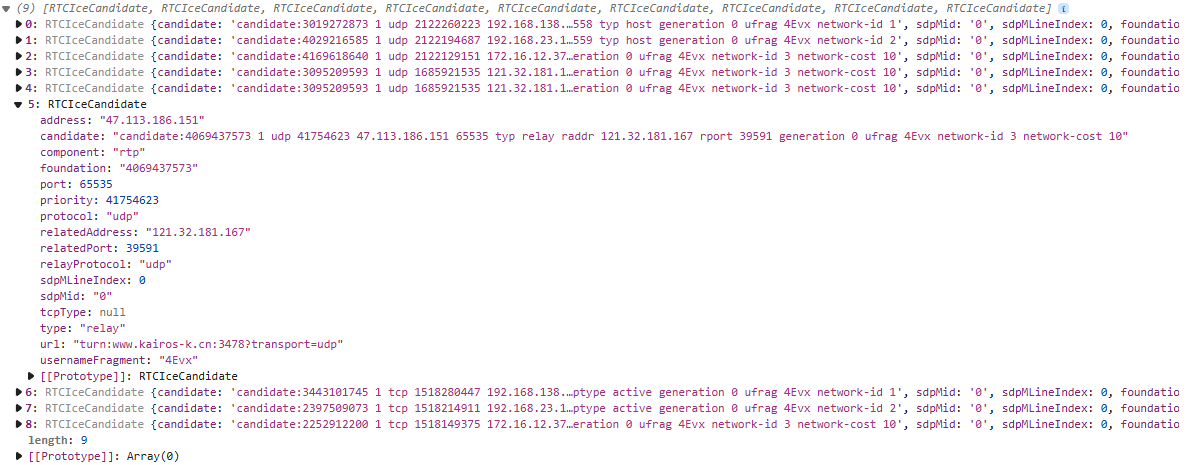 (9) [RTCIceCandidate, RTCIceCandidate, RTCIceCandidate, RTCIceCandidate, RTCIceCandidate, RTCIceCandidate, RTCIceCandidate, RTCIceCandidate, RTCIceCandidate] i
0: RTCIceCandidate {candidate: 'candidate:3019272873 1 udp 2122260223 192.168.138.…558 typ host generation 0 ufrag 4Evx network-id 1', sdpMid: '0', sdpMLineIndex: 0, foundatio
1: RTCIceCandidate {candidate: 'candidate:4029216585 1 udp 2122194687 192.168.23.1…559 typ host generation 0 ufrag 4Evx network-id 2', sdpMid: '0', sdpMLineIndex: 0, foundatio
2: RTCIceCandidate {candidate: 'candidate:4169618640 1 udp 2122129151 172.16.12.37…eration 0 ufrag 4Evx network-id 3 network-cost 10', sdpMid: '0', sdpMLineIndex: 0, foundatio
3: RTCIceCandidate {candidate: 'candidate:3095209593 1 udp 1685921535 121.32.181.1…eration 0 ufrag 4Evx network-id 3 network-cost 10', sdpMid: '0', sdpMLineIndex: 0, foundatio
4: RTCIceCandidate {candidate: 'candidate:3095209593 1 udp 1685921535 121.32.181.1…eration 0 ufrag 4Evx network-id 3 network-cost 10', sdpMid: '0', sdpMLineIndex: 0, foundatio
5: RTCIceCandidate
address: "47.113.186.151"
candidate: "candidate:4069437573 1 udp 41754623 47.113.186.151 65535 typ relay raddr 121.32.181.167 rport 39591 generation 0 ufrag 4Evx network-id 3 network-cost 10"
component: "rtp"
foundation: "4069437573"
port: 65535
priority: 41754623
protocol: "udp"
relatedAddress: "121.32.181.167"
relatedPort: 39591
relayProtocol: "udp"
sdpMLineIndex: 0
sdpMid: "0"
tcpType: null
type: "relay"
url: "turn:www.kairos-k.cn:3478?transport=udp"
usernameFragment: "4Evx"
[[Prototype]]: RTCIceCandidate
6: RTCIceCandidate {candidate: 'candidate:3443101745 1 tcp 1518280447 192.168.138.…ptype active generation 0 ufrag 4Evx network-id 1', sdpMid: '0', sdpMLineIndex: 0, foundatio
7: RTCIceCandidate {candidate: 'candidate:2397509073 1 tcp 1518214911 192.168.23.1…ptype active generation 0 ufrag 4Evx network-id 2', sdpMid: '0', sdpMLineIndex: 0, foundatio
8: RTCIceCandidate {candidate: 'candidate:2252912200 1 tcp 1518149375 172.16.12.37…eration 0 ufrag 4Evx network-id 3 network-cost 10', sdpMid: '0', sdpMLineIndex: 0, foundatio
length: 9
[[Prototype]]: Array(0)